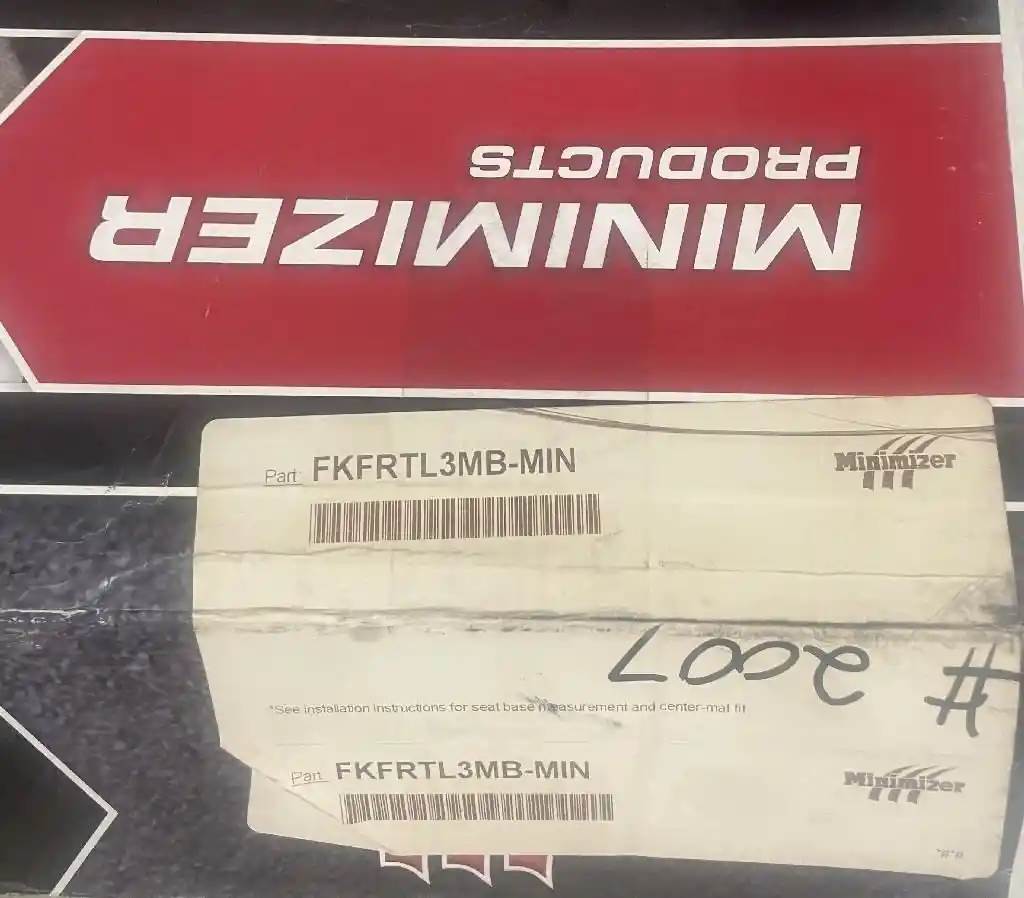 MINIMIZER
PRODUCTS
Part: FKFRTL3MB-MIN
Minimizer
# 2007
*See installation instructions for seat base measurement and center-mat fit
Part: FKFRTL3MB-MIN
Minimizer